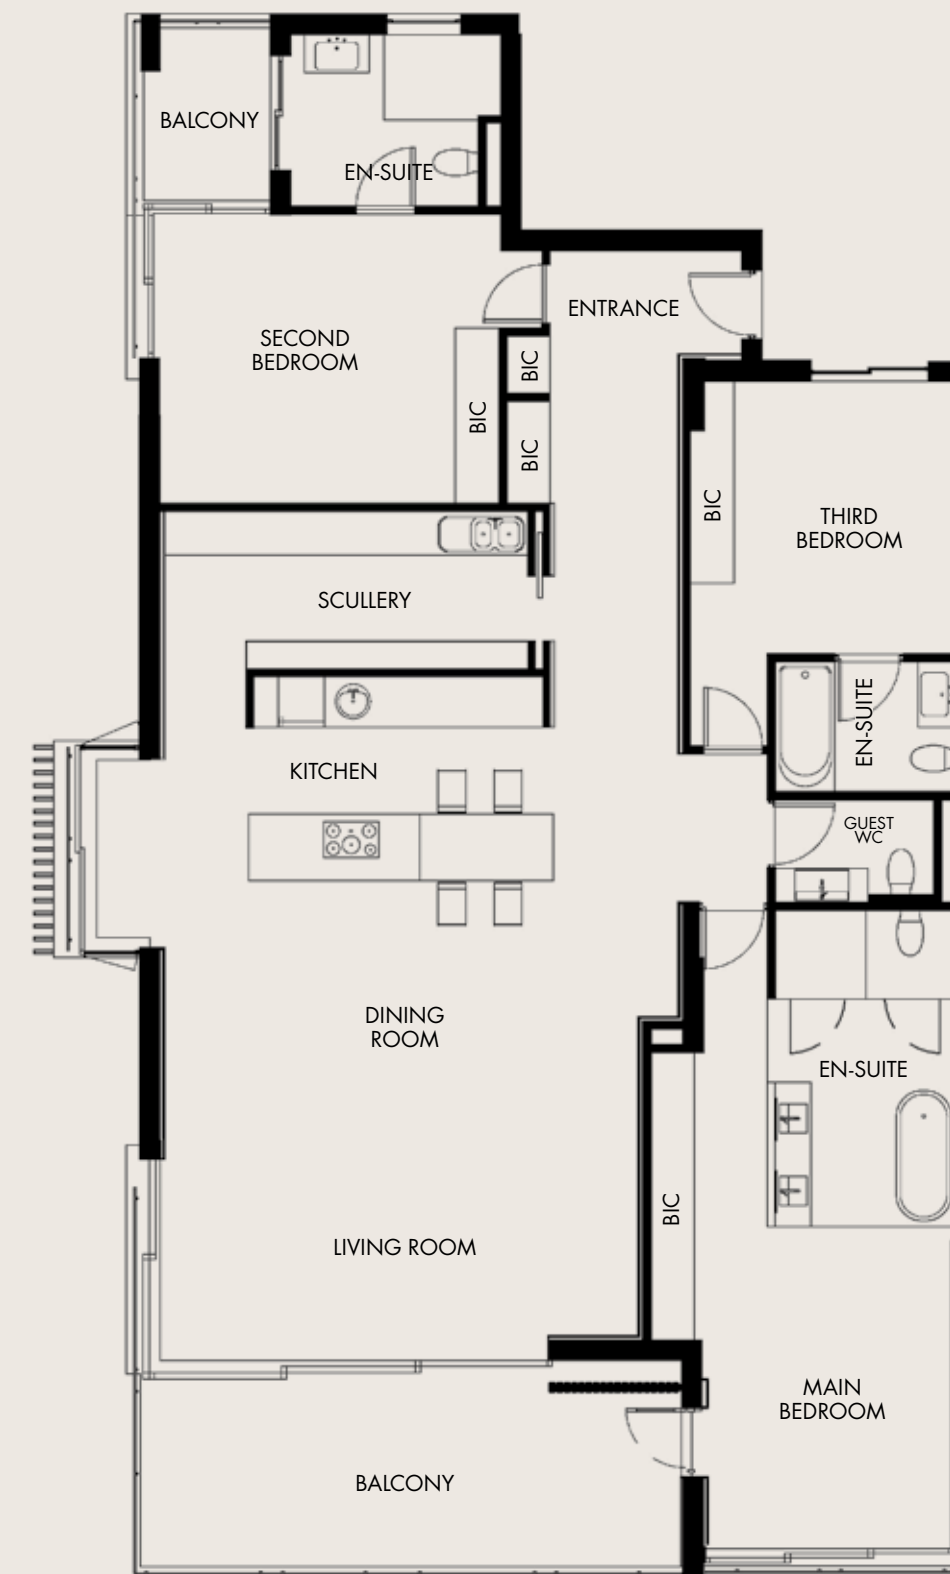 BALCONY
EN-SUITE
ENTRANCE
SECOND
BEDROOM
BIC
BIC
BIC
BIC
THIRD
BEDROOM
SCULLERY
EN-SUITE
KITCHEN
GUEST
WC
DINING
ROOM
EN-SUITE
BIC
LIVING ROOM
MAIN
BEDROOM
BALCONY